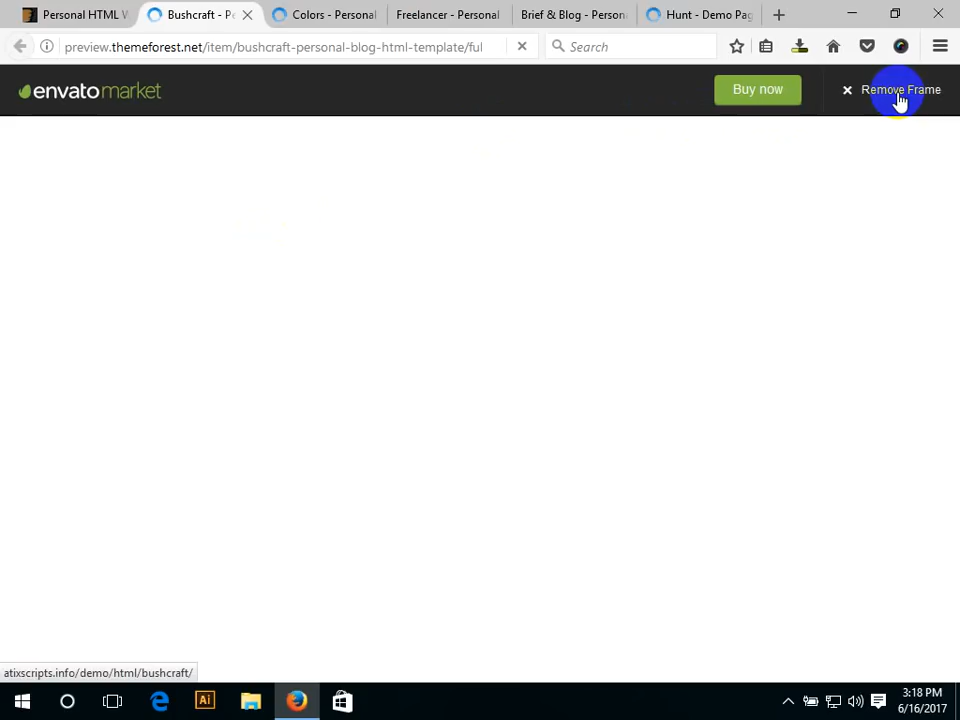 Personal HTML W
Bushcraft - Pe
Colors - Personal
Freelancer - Personal
Brief & Blog - Person
Hunt - Demo Pag
preview.themeforest.net/item/bushcraft-personal-blog-html-template/ful
Search
envatomarket
Buy now
Remove Frame
atixscripts.info/demo/html/bushcraft/
Ai
3:18 PM
6/16/2017